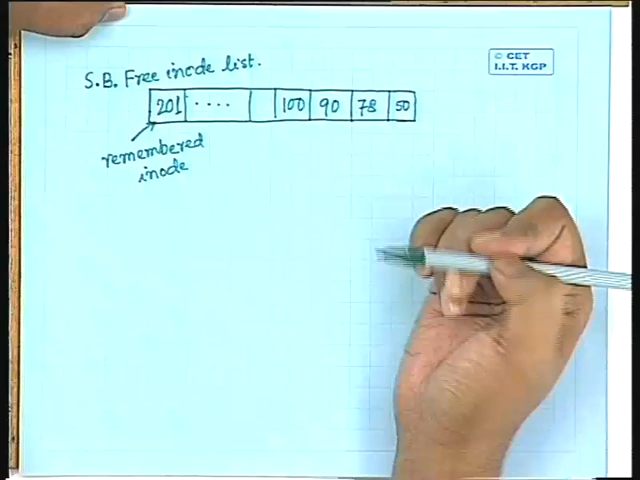 © CET
I.I.T. KGP
S.B. Free inode list.
201 .... 100 90 78 50
remembered
inode